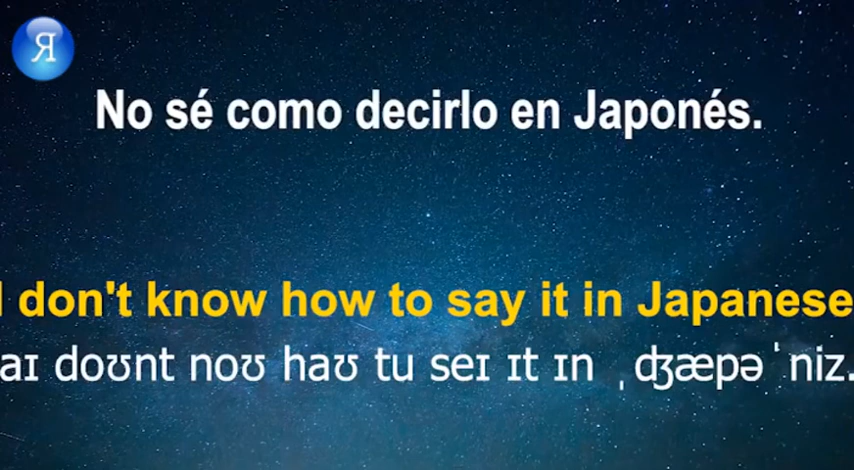 Я
No sé como decirlo en Japonés.
I don't know how to say it in Japanese
aɪ doʊnt noʊ haʊ tu seɪ ɪt ɪn ˌʤæpəˈniz.